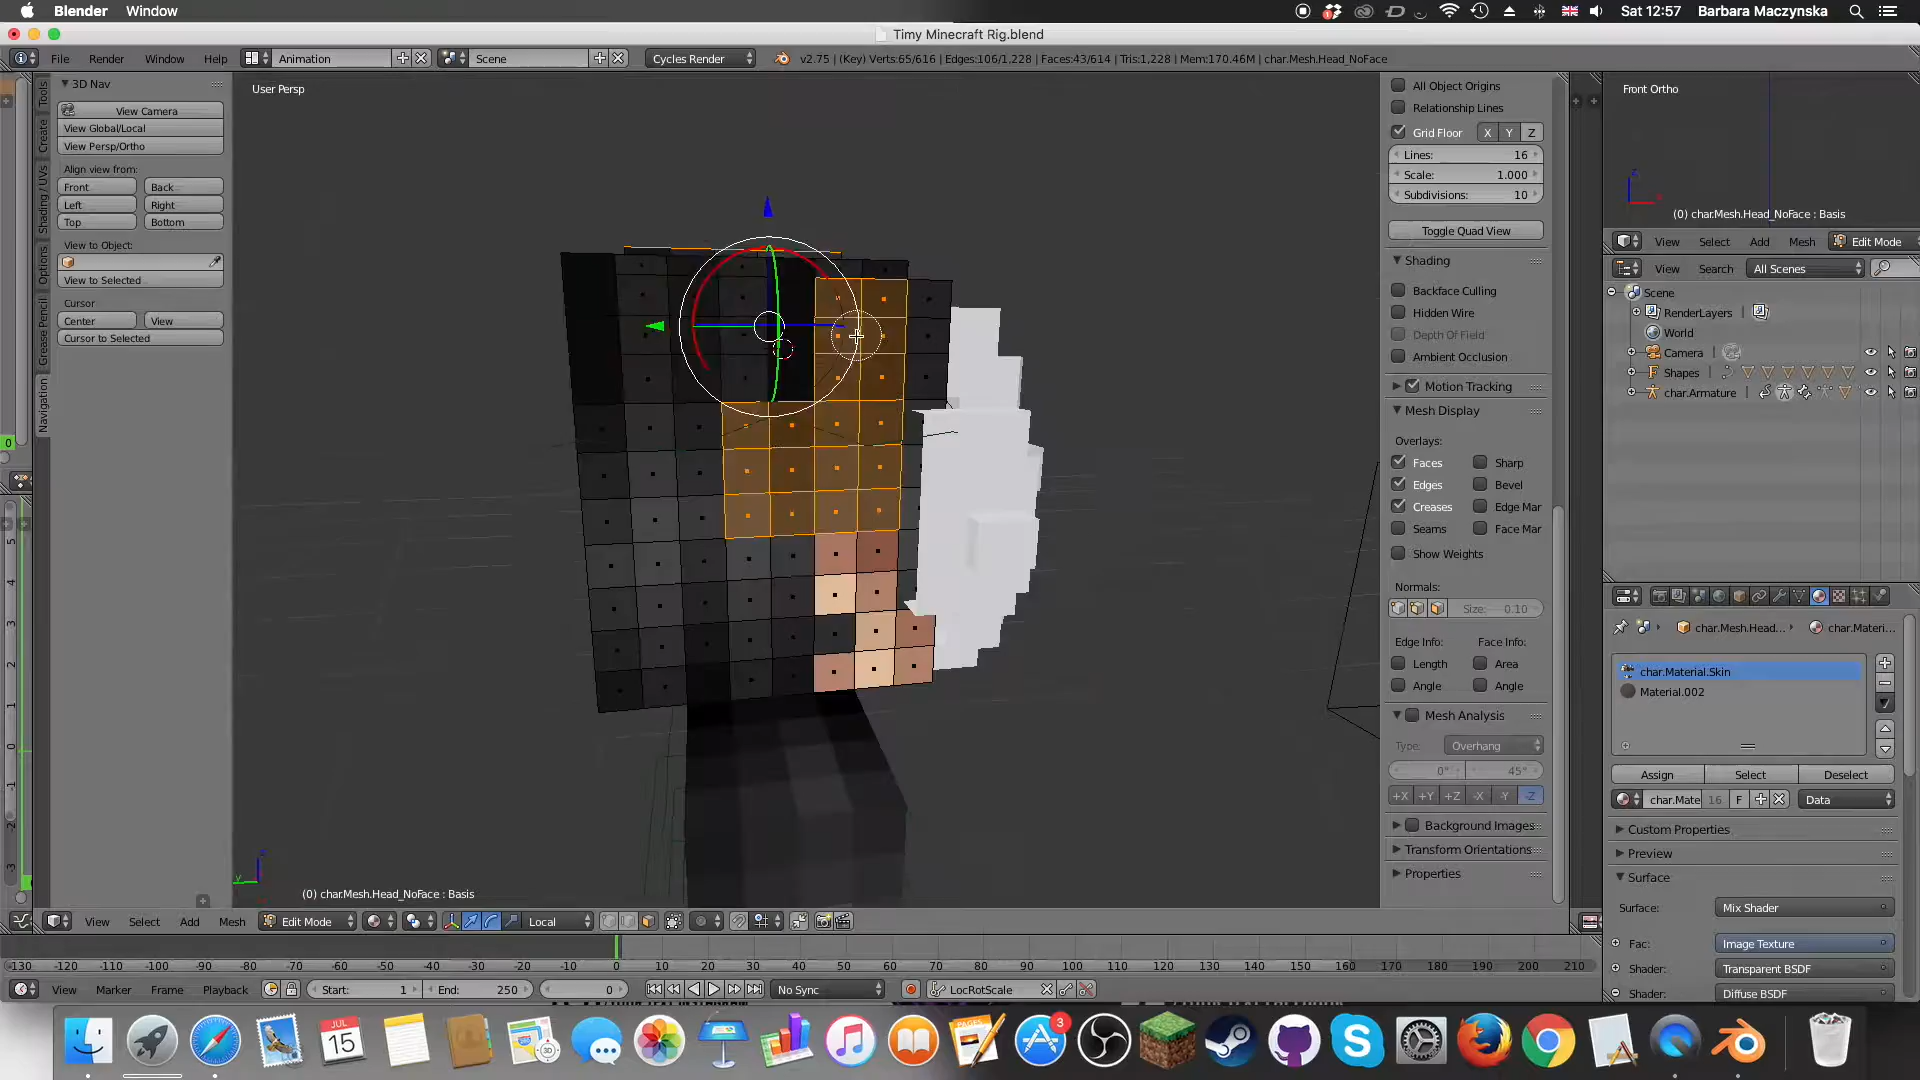 Blender Window Sat 12:57 Barbara Maczynska
Timy Minecraft Rig.blend
File Render Window Help Animation Scene Cycles Render v2.75 | (Key) Verts:65/616 | Edges:106/1,228 | Faces:43/614 | Tris:1,228 | Mem:170.46M | char.Mesh.Head_NoFace
3D Nav
View Camera
View Global/Local
View Persp/Ortho
Align view from:
Front Back
Left Right
Top Bottom
View to Object:
View to Selected
Cursor
Center View
Cursor to Selected
Tools
Create
Shading / UVs
Options
Grease Pencil
Navigation
User Persp
(0) char.Mesh.Head_NoFace : Basis
All Object Origins
Relationship Lines
Grid Floor X Y Z
Lines: 16
Scale: 1.000
Subdivisions: 10
Toggle Quad View
Shading
Backface Culling
Hidden Wire
Depth Of Field
Ambient Occlusion
Motion Tracking
Mesh Display
Overlays:
Faces Sharp
Edges Bevel
Creases Edge Mar
Seams Face Mar
Show Weights
Normals:
Size: 0.10
Edge Info: Face Info:
Length Area
Angle Angle
Mesh Analysis
Type: Overhang
0° 45°
+X +Y +Z -X -Y -Z
Background Images
Transform Orientations
Properties
Front Ortho
(0) char.Mesh.Head_NoFace : Basis
View Select Add Mesh Edit Mode
View Search All Scenes
Scene
RenderLayers
World
Camera
Shapes
char.Armature
char.Mesh.Head... char.Materi...
char.Material.Skin
Material.002
Assign Select Deselect
char.Mate 16 F Data
Custom Properties
Preview
Surface
Surface: Mix Shader
Fac: Image Texture
Shader: Transparent BSDF
Shader: Diffuse BSDF
View Select Add Mesh Edit Mode Local
-130 -120 -110 -100 -90 -80 -70 -60 -50 -40 -30 -20 -10 0 10 20 30 40 50 60 70 80 90 100 110 120 130 140 150 160 170 180 190 200 210
View Marker Frame Playback Start: 1 End: 250 0 No Sync LocRotScale
JUL
15
3
PAGES